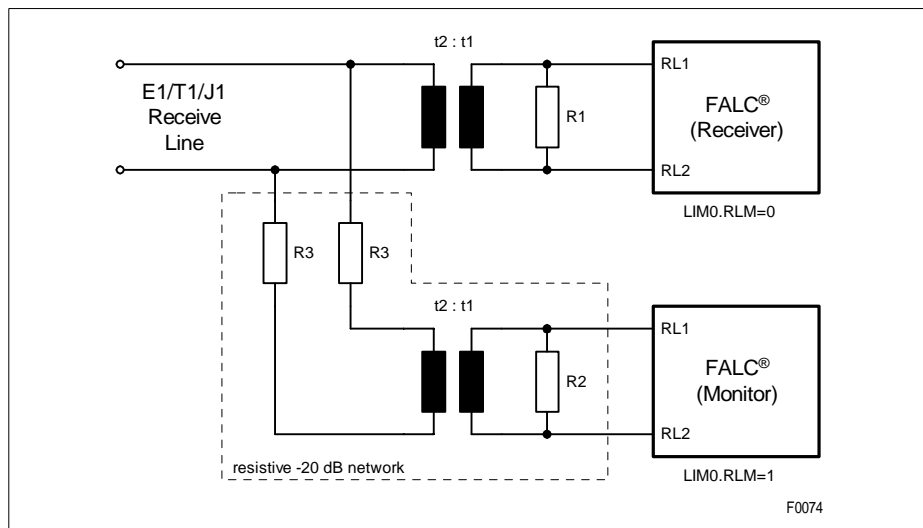 t2 : t1
E1/T1/J1
Receive
Line
R1
RL1
FALC®
(Receiver)
RL2
LIM0.RLM=0
R3
R3
t2 : t1
R2
RL1
FALC®
(Monitor)
RL2
resistive -20 dB network
LIM0.RLM=1
F0074